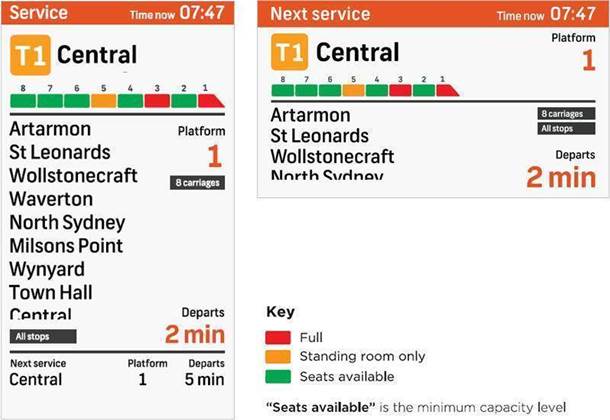 Service Time now 07:47
T1 Central
8 7 6 5 4 3 2 1
Artarmon
Platform
St Leonards
1
Wollstonecraft
8 carriages
Waverton
North Sydney
Milsons Point
Wynyard
Town Hall
Central
Departs
All stops
2 min
Next service Platform Departs
Central 1 5 min
Next service Time now 07:47
T1 Central
Platform
1
8 7 6 5 4 3 2 1
Artarmon
8 carriages
St Leonards
All stops
Wollstonecraft
Departs
North Sydney
2 min
Key
Full
Standing room only
Seats available
“Seats available” is the minimum capacity level